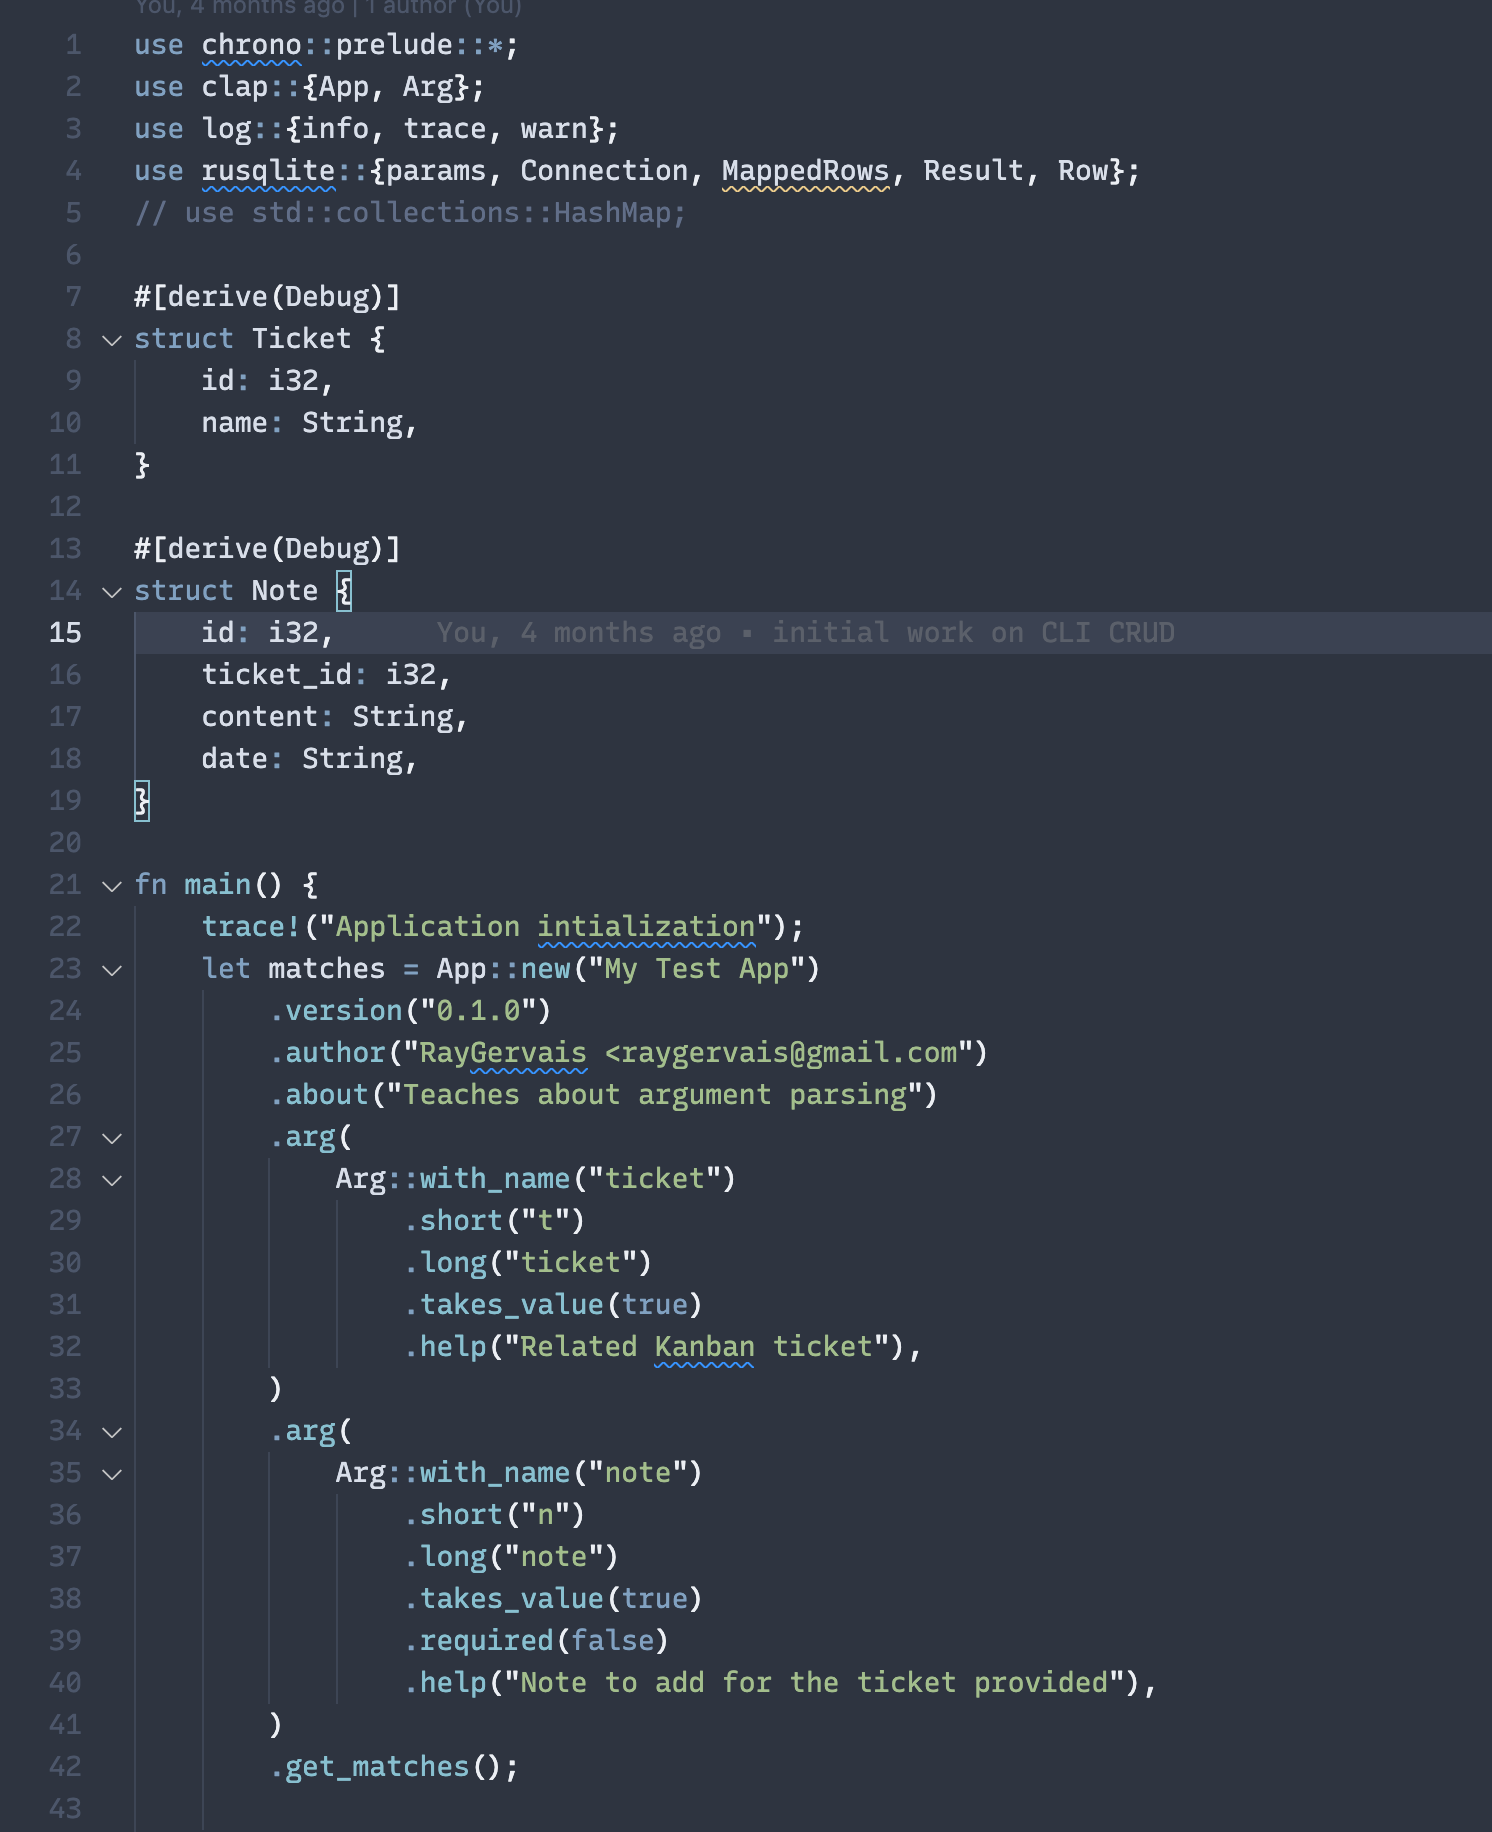 You, 4 months ago | 1 author (You)
1 use chrono::prelude::*;
2 use clap::{App, Arg};
3 use log::{info, trace, warn};
4 use rusqlite::{params, Connection, MappedRows, Result, Row};
5 // use std::collections::HashMap;
6
7 #[derive(Debug)]
8 struct Ticket {
9     id: i32,
10     name: String,
11 }
12
13 #[derive(Debug)]
14 struct Note {
15     id: i32,     You, 4 months ago • initial work on CLI CRUD
16     ticket_id: i32,
17     content: String,
18     date: String,
19 }
20
21 fn main() {
22     trace!("Application intialization");
23     let matches = App::new("My Test App")
24         .version("0.1.0")
25         .author("RayGervais <raygervais@gmail.com")
26         .about("Teaches about argument parsing")
27         .arg(
28             Arg::with_name("ticket")
29                 .short("t")
30                 .long("ticket")
31                 .takes_value(true)
32                 .help("Related Kanban ticket"),
33         )
34         .arg(
35             Arg::with_name("note")
36                 .short("n")
37                 .long("note")
38                 .takes_value(true)
39                 .required(false)
40                 .help("Note to add for the ticket provided"),
41         )
42         .get_matches();
43